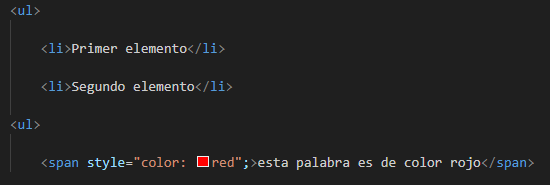 <ul>
<li>Primer elemento</li>
<li>Segundo elemento</li>
<ul>
<span style="color: red";>esta palabra es de color rojo</span>